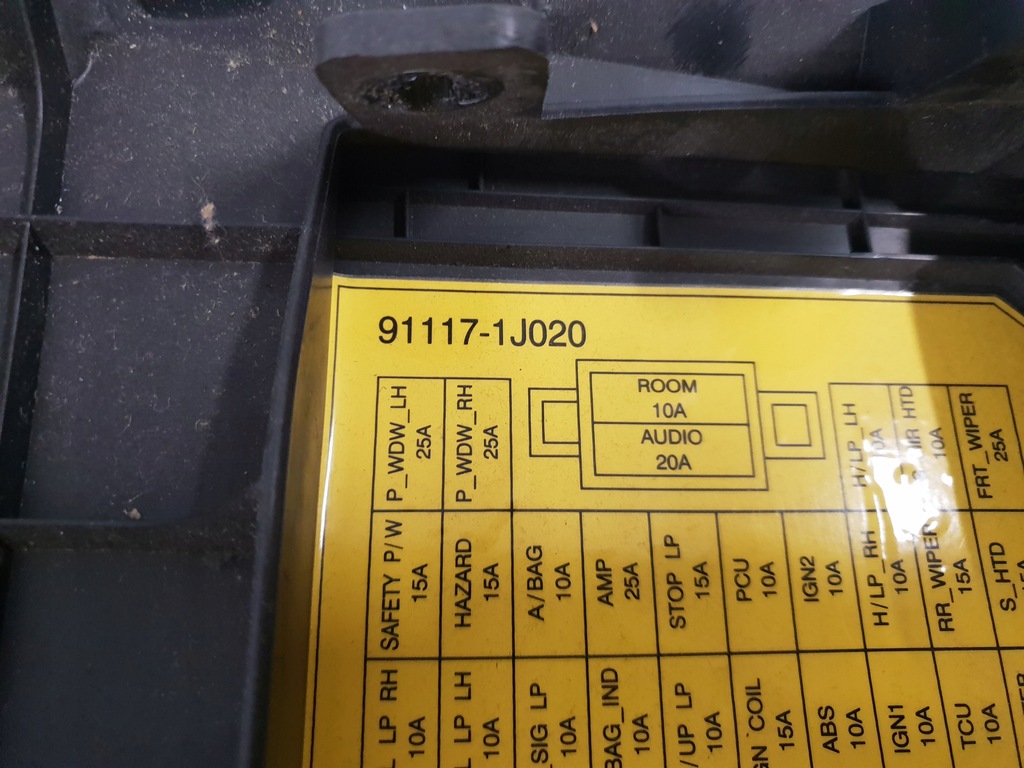 91117-1J020
ROOM
10A
AUDIO
20A
P_WDW_LH
25A
P_WDW_RH
25A
H/LP_LH
10A
FRT_WIPER
25A
SAFETY P/W
15A
HAZARD
15A
A/BAG
10A
AMP
25A
STOP LP
15A
PCU
10A
IGN2
10A
H/LP_RH
10A
RR_WIPER
15A
S_HTD
LP RH
10A
LP LH
10A
SIG LP
10A
BAG_IND
10A
/UP LP
10A
GN COIL
15A
ABS
10A
IGN1
10A
TCU
10A